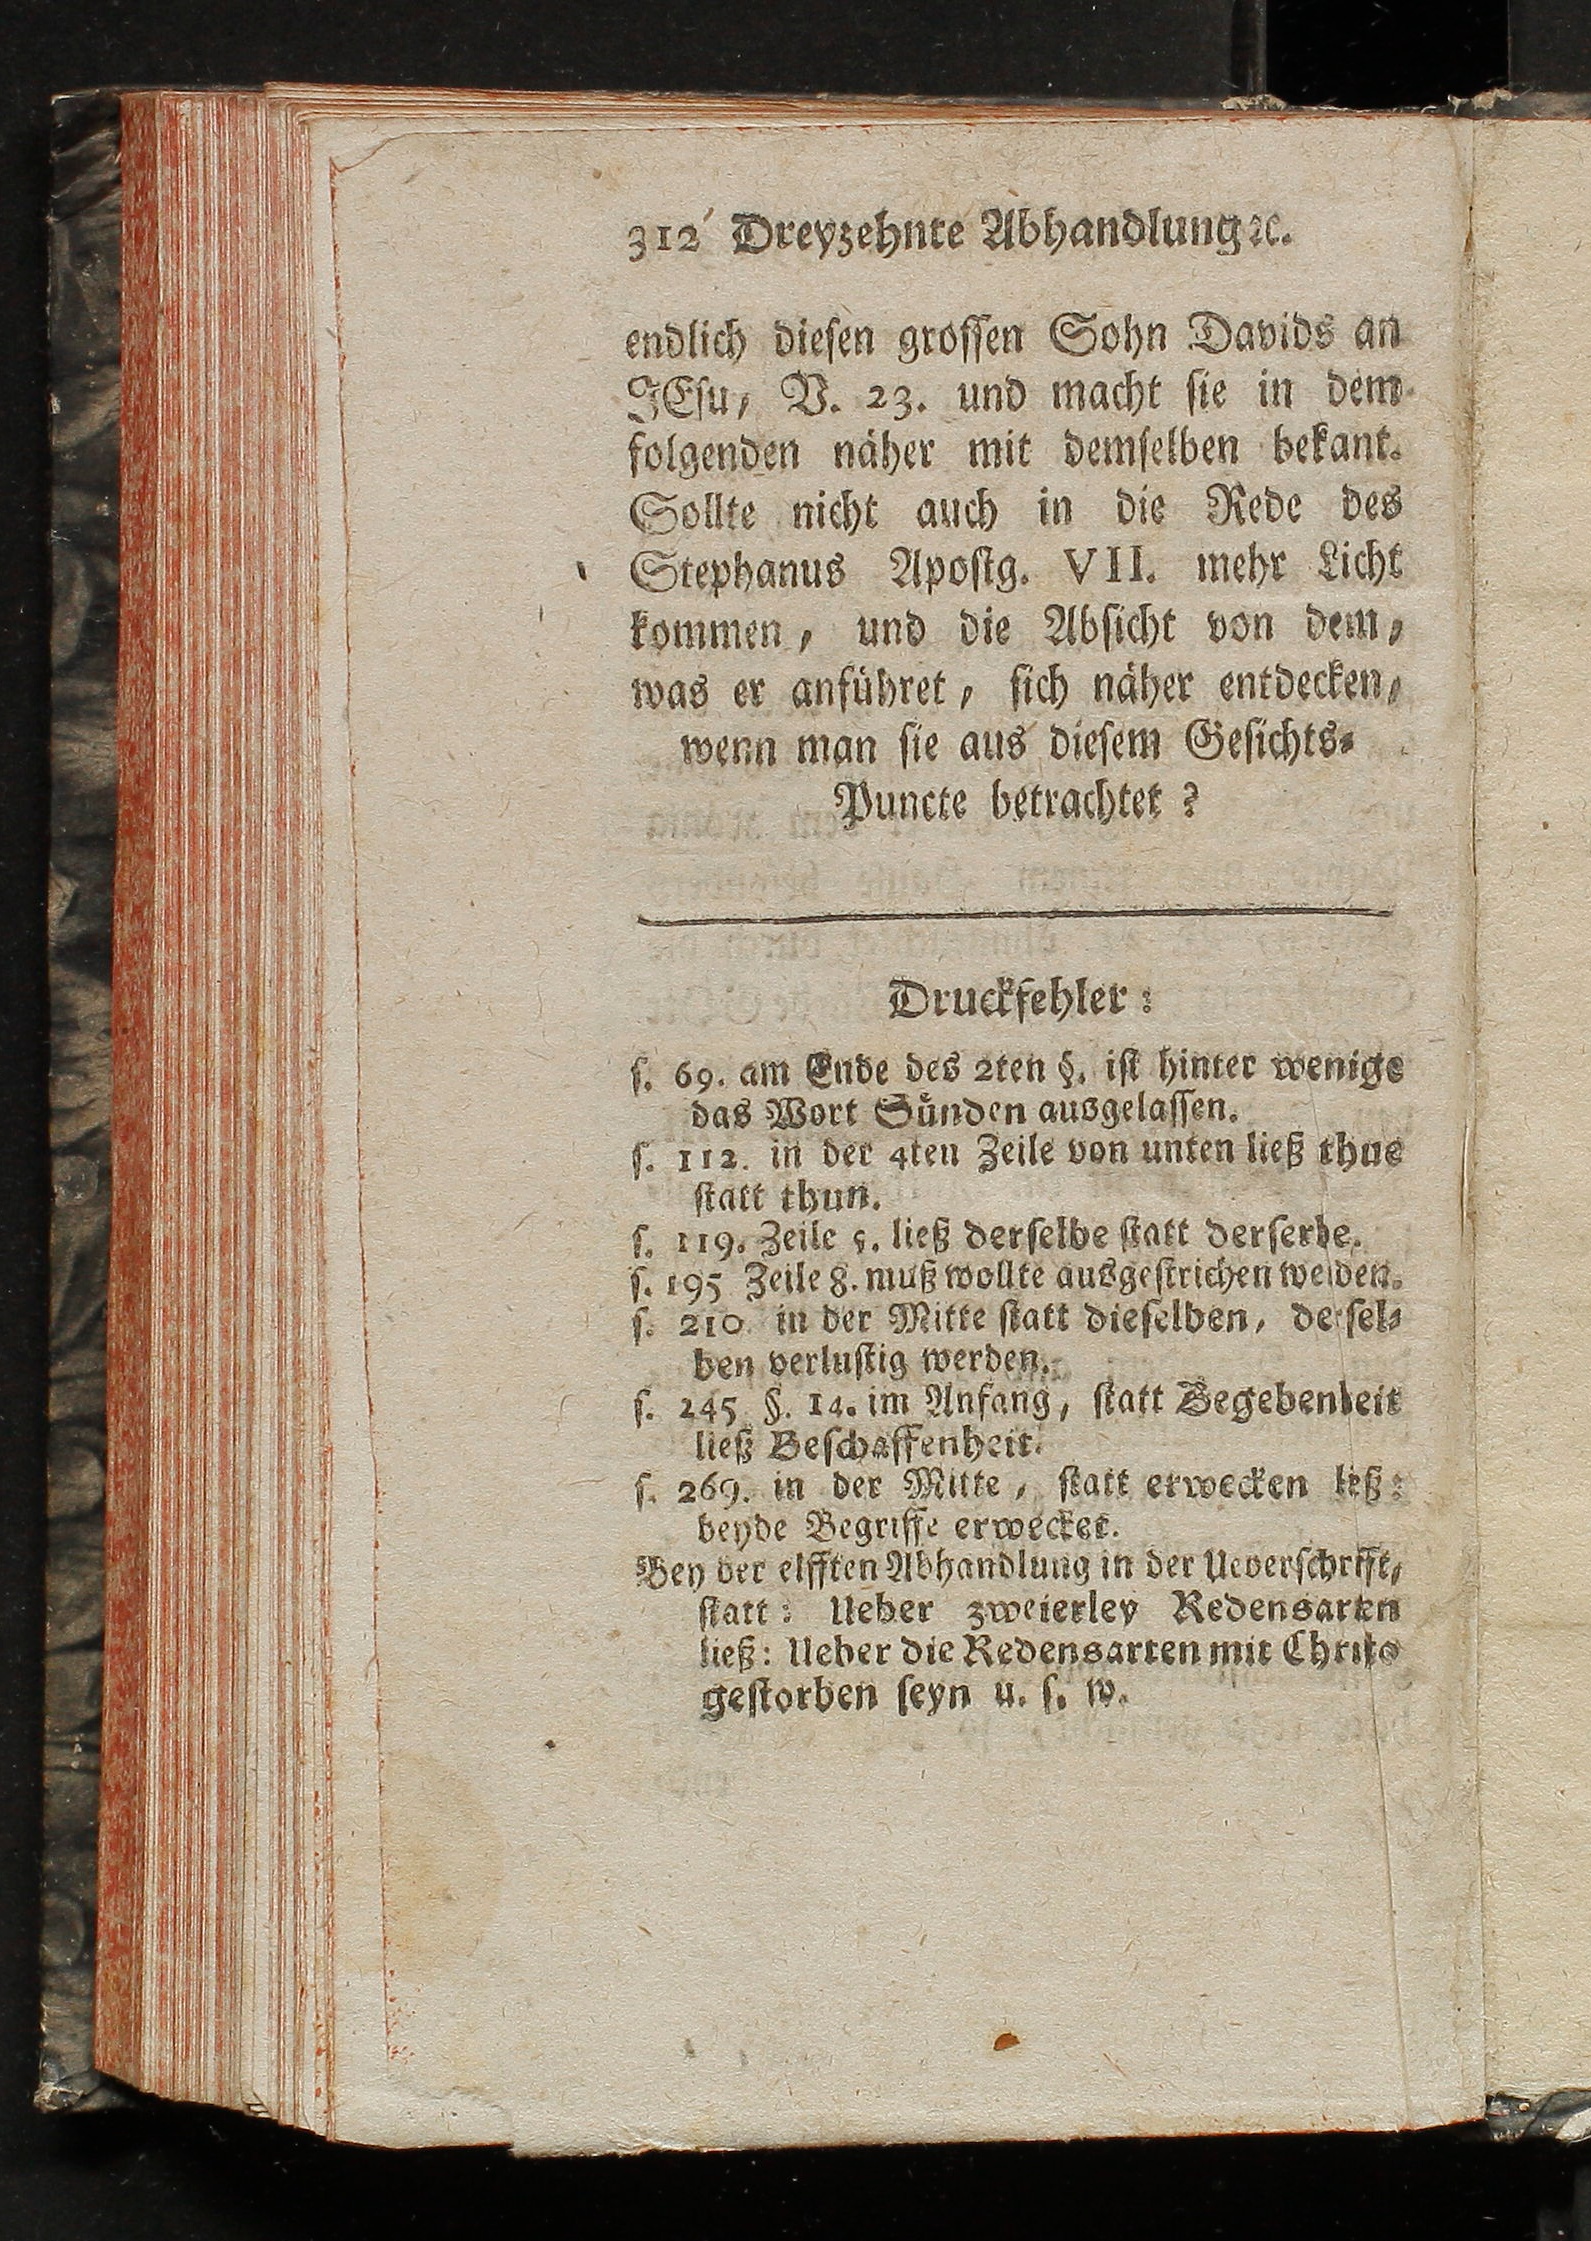 312 Dreyzehnte Abhandlung ꝛc.
endlich dieſen groſſen Sohn Davids an
JEſu, V. 23. und macht ſie in dem
folgenden näher mit demſelben bekant.
Sollte nicht auch in die Rede des
Stephanus Apoſtg. VII. mehr Licht
kommen, und die Abſicht von dem,
was er anführet, ſich näher entdecken,
wenn man ſie aus dieſem Geſichts-
Puncte betrachtet?
Druckfehler:
ſ. 69. am Ende des 2ten §. iſt hinter wenige
das Wort Sünden ausgelaſſen.
ſ. 112. in der 4ten Zeile von unten ließ thue
ſtatt thun.
ſ. 119. Zeile 5. ließ derſelbe ſtatt derſerbe.
ſ. 195 Zeile 8. muß wollte ausgeſtrichen werden.
ſ. 210 in der Mitte ſtatt dieſelben, derſel-
ben verluſtig werden.
ſ. 245 §. 14. im Anfang, ſtatt Begebenheit
ließ Beſchaffenheit.
ſ. 269. in der Mitte, ſtatt erwecken ließ:
beyde Begriffe erwecket.
Bey der elfften Abhandlung in der Ueberſchrifft,
ſtatt: Ueber zweierley Redensarten
ließ: Ueber die Redensarten mit Chriſto
geſtorben ſeyn u. ſ. w.